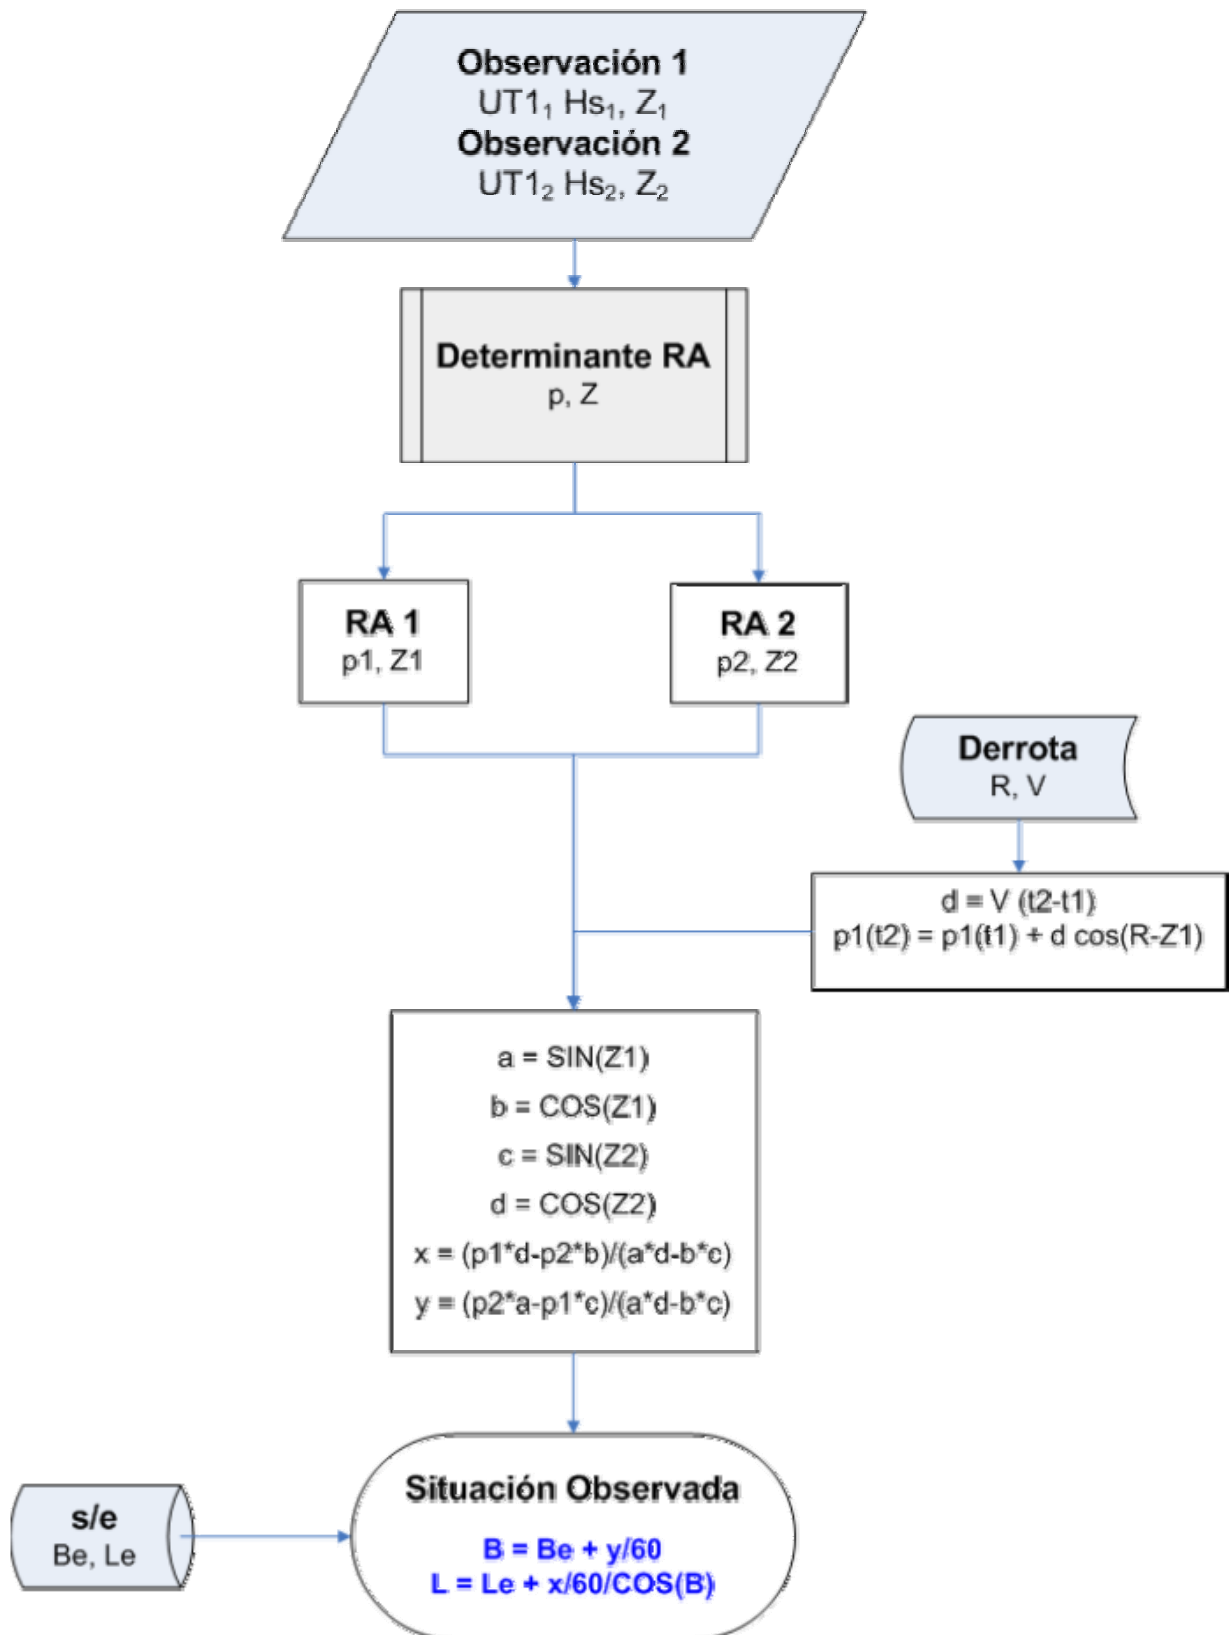 Observación 1
UT1₁ Hs₁, Z₁
Observación 2
UT1₂ Hs₂, Z₂
Determinante RA
p, Z
RA 1
p1, Z1
RA 2
p2, Z2
Derrota
R, V
d = V (t2-t1)
p1(t2) = p1(t1) + d cos(R-Z1)
a = SIN(Z1)
b = COS(Z1)
c = SIN(Z2)
d = COS(Z2)
x = (p1*d-p2*b)/(a*d-b*c)
y = (p2*a-p1*c)/(a*d-b*c)
s/e
Be, Le
Situación Observada
B = Be + y/60
L = Le + x/60/COS(B)